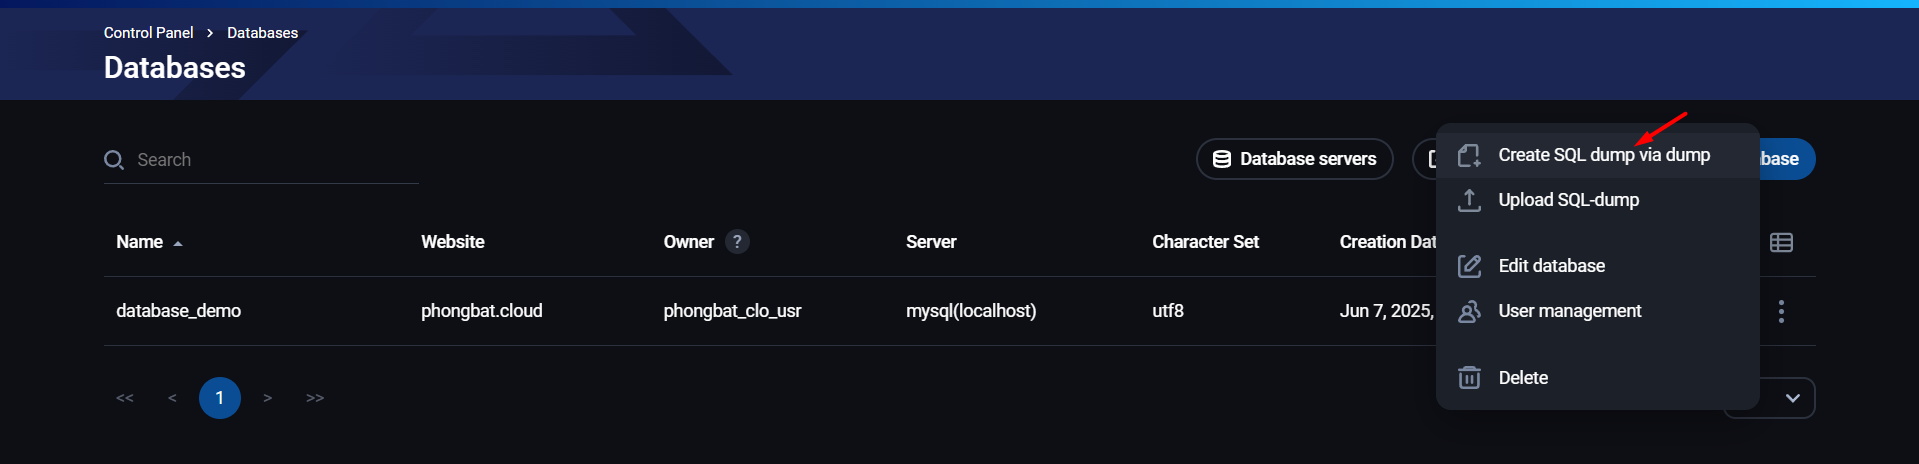 Control Panel > Databases
Databases
Search
Database servers
base
Name
Website
Owner ?
Server
Character Set
Creation Dat
database_demo
phongbat.cloud
phongbat_clo_usr
mysql(localhost)
utf8
Jun 7, 2025,
Create SQL dump via dump
Upload SQL-dump
Edit database
User management
Delete
<< < 1 > >>